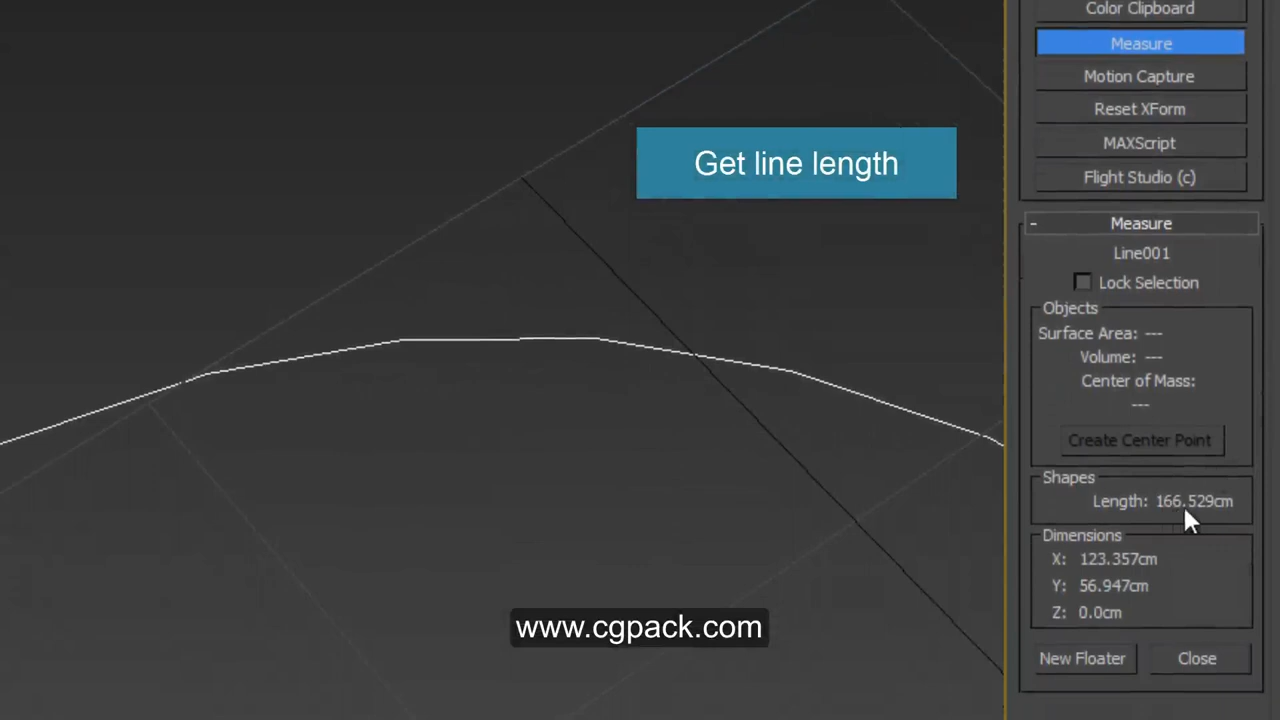 Color Clipboard
Measure
Motion Capture
Reset XForm
MAXScript
Flight Studio (c)
Get line length
- Measure
Line001
Lock Selection
Objects
Surface Area: ---
Volume: ---
Center of Mass:
---
Create Center Point
Shapes
Length: 166.529cm
Dimensions
X: 123.357cm
Y: 56.947cm
Z: 0.0cm
New Floater Close
www.cgpack.com